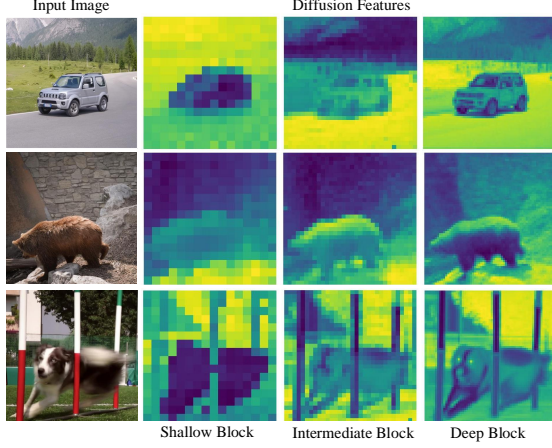 Input Image
Diffusion Features
Shallow Block
Intermediate Block
Deep Block